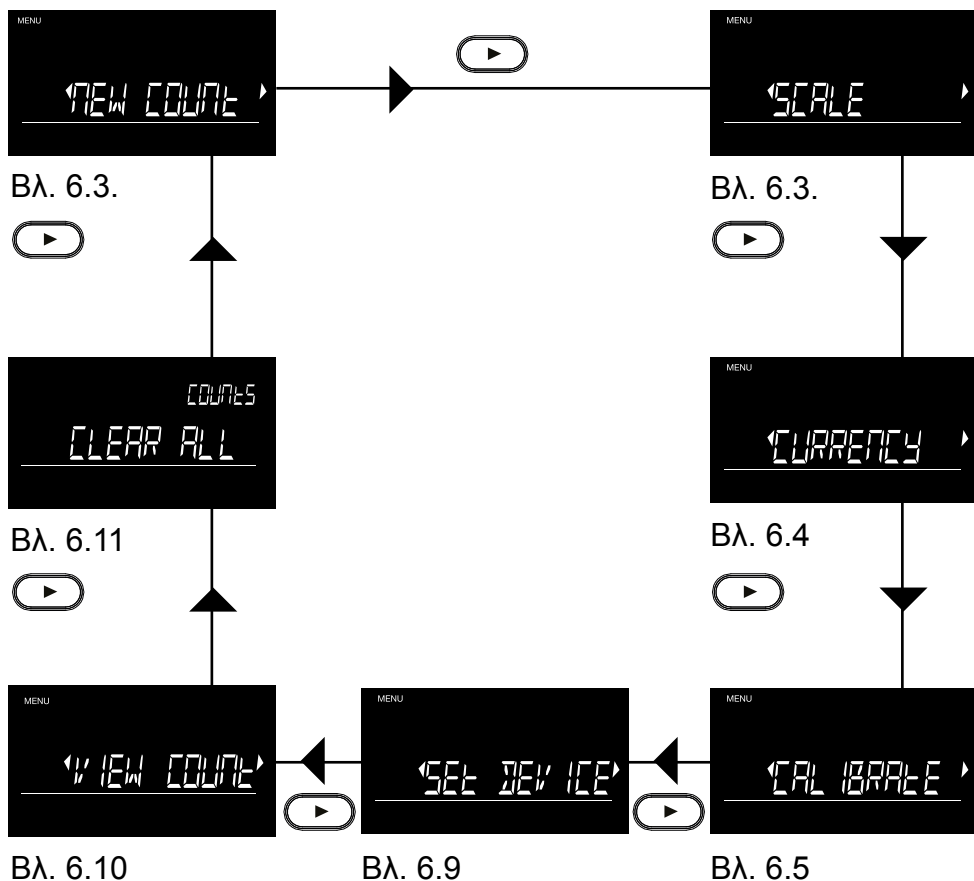 MENU
NEW COUNt
Βλ. 6.3.
MENU
SCALE
Βλ. 6.3.
COUNtS
CLEAR ALL
Βλ. 6.11
MENU
CURRENCY
Βλ. 6.4
MENU
VIEW COUNt
Βλ. 6.10
MENU
SEt DEVICE
Βλ. 6.9
MENU
CALIBRAtE
Βλ. 6.5